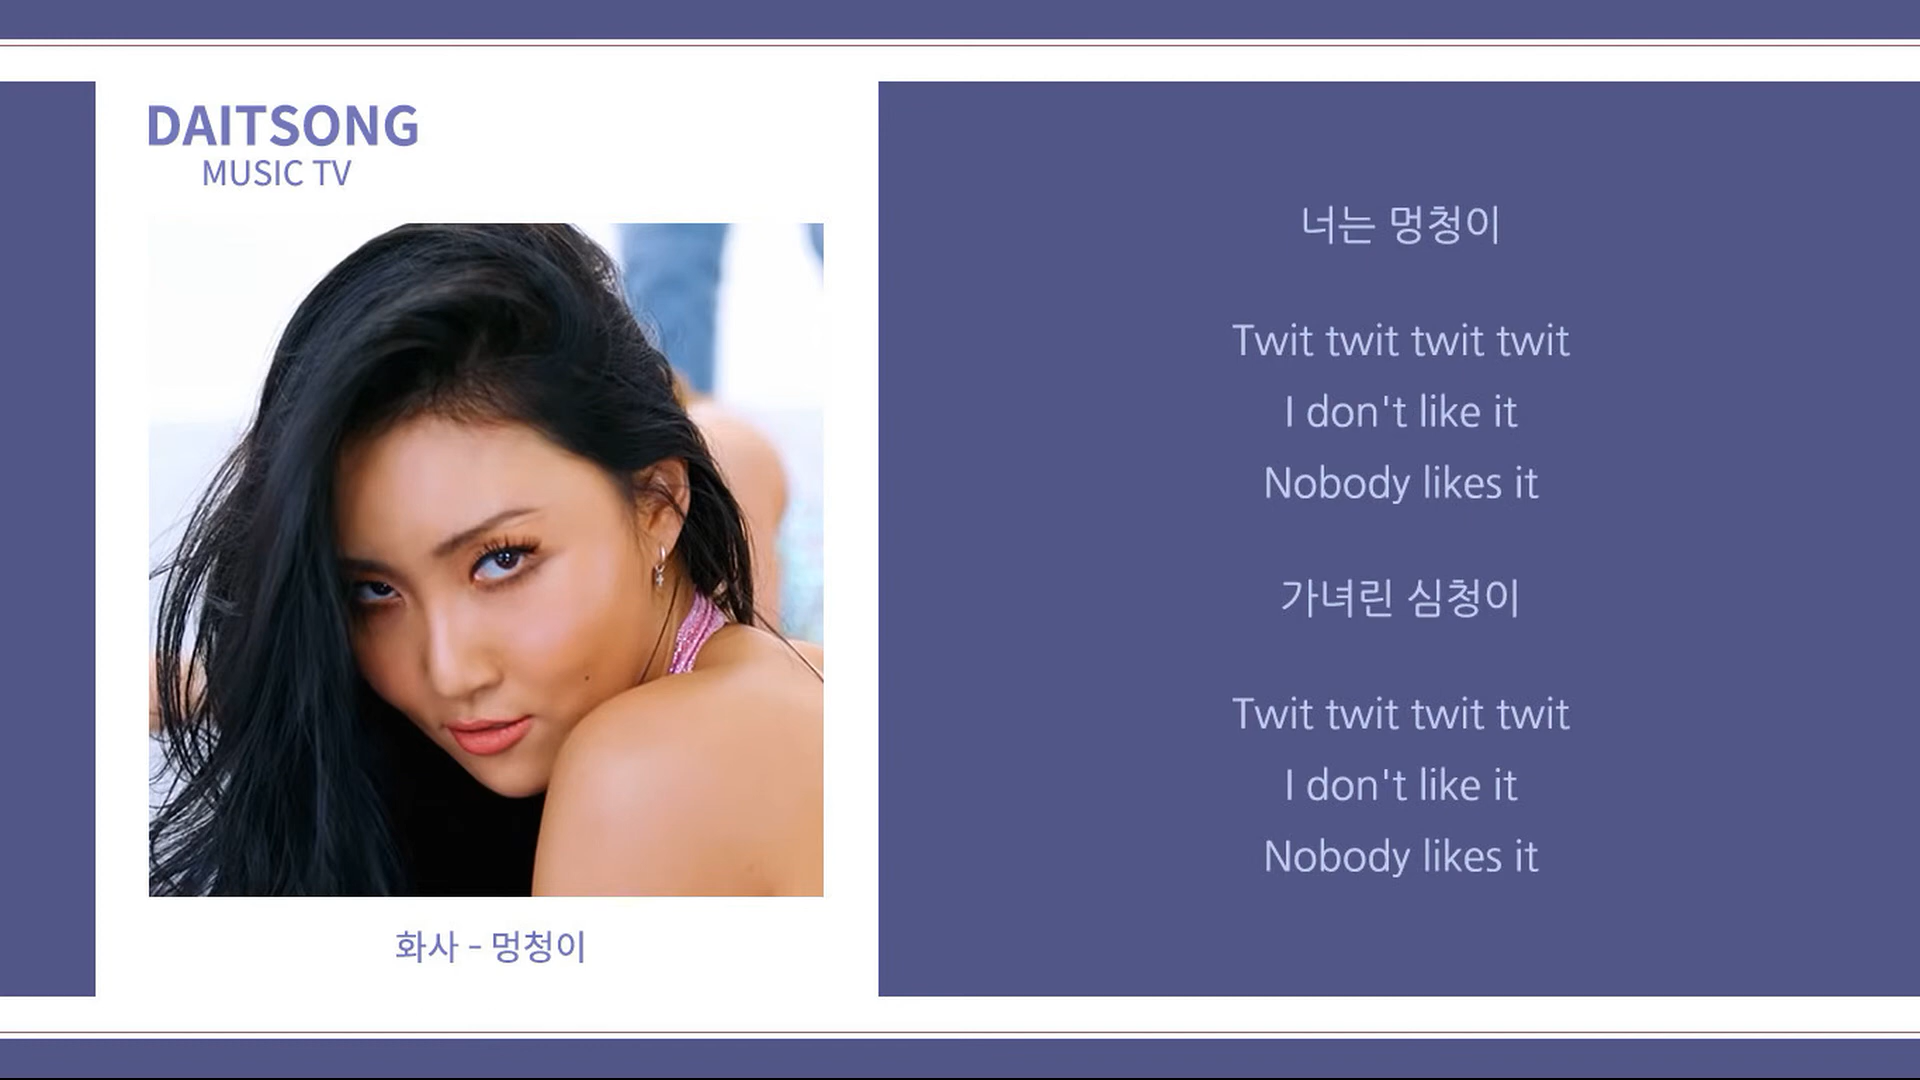 DAITSONG
MUSIC TV
화사 - 멍청이
너는 멍청이
Twit twit twit twit
I don't like it
Nobody likes it
가녀린 심청이
Twit twit twit twit
I don't like it
Nobody likes it